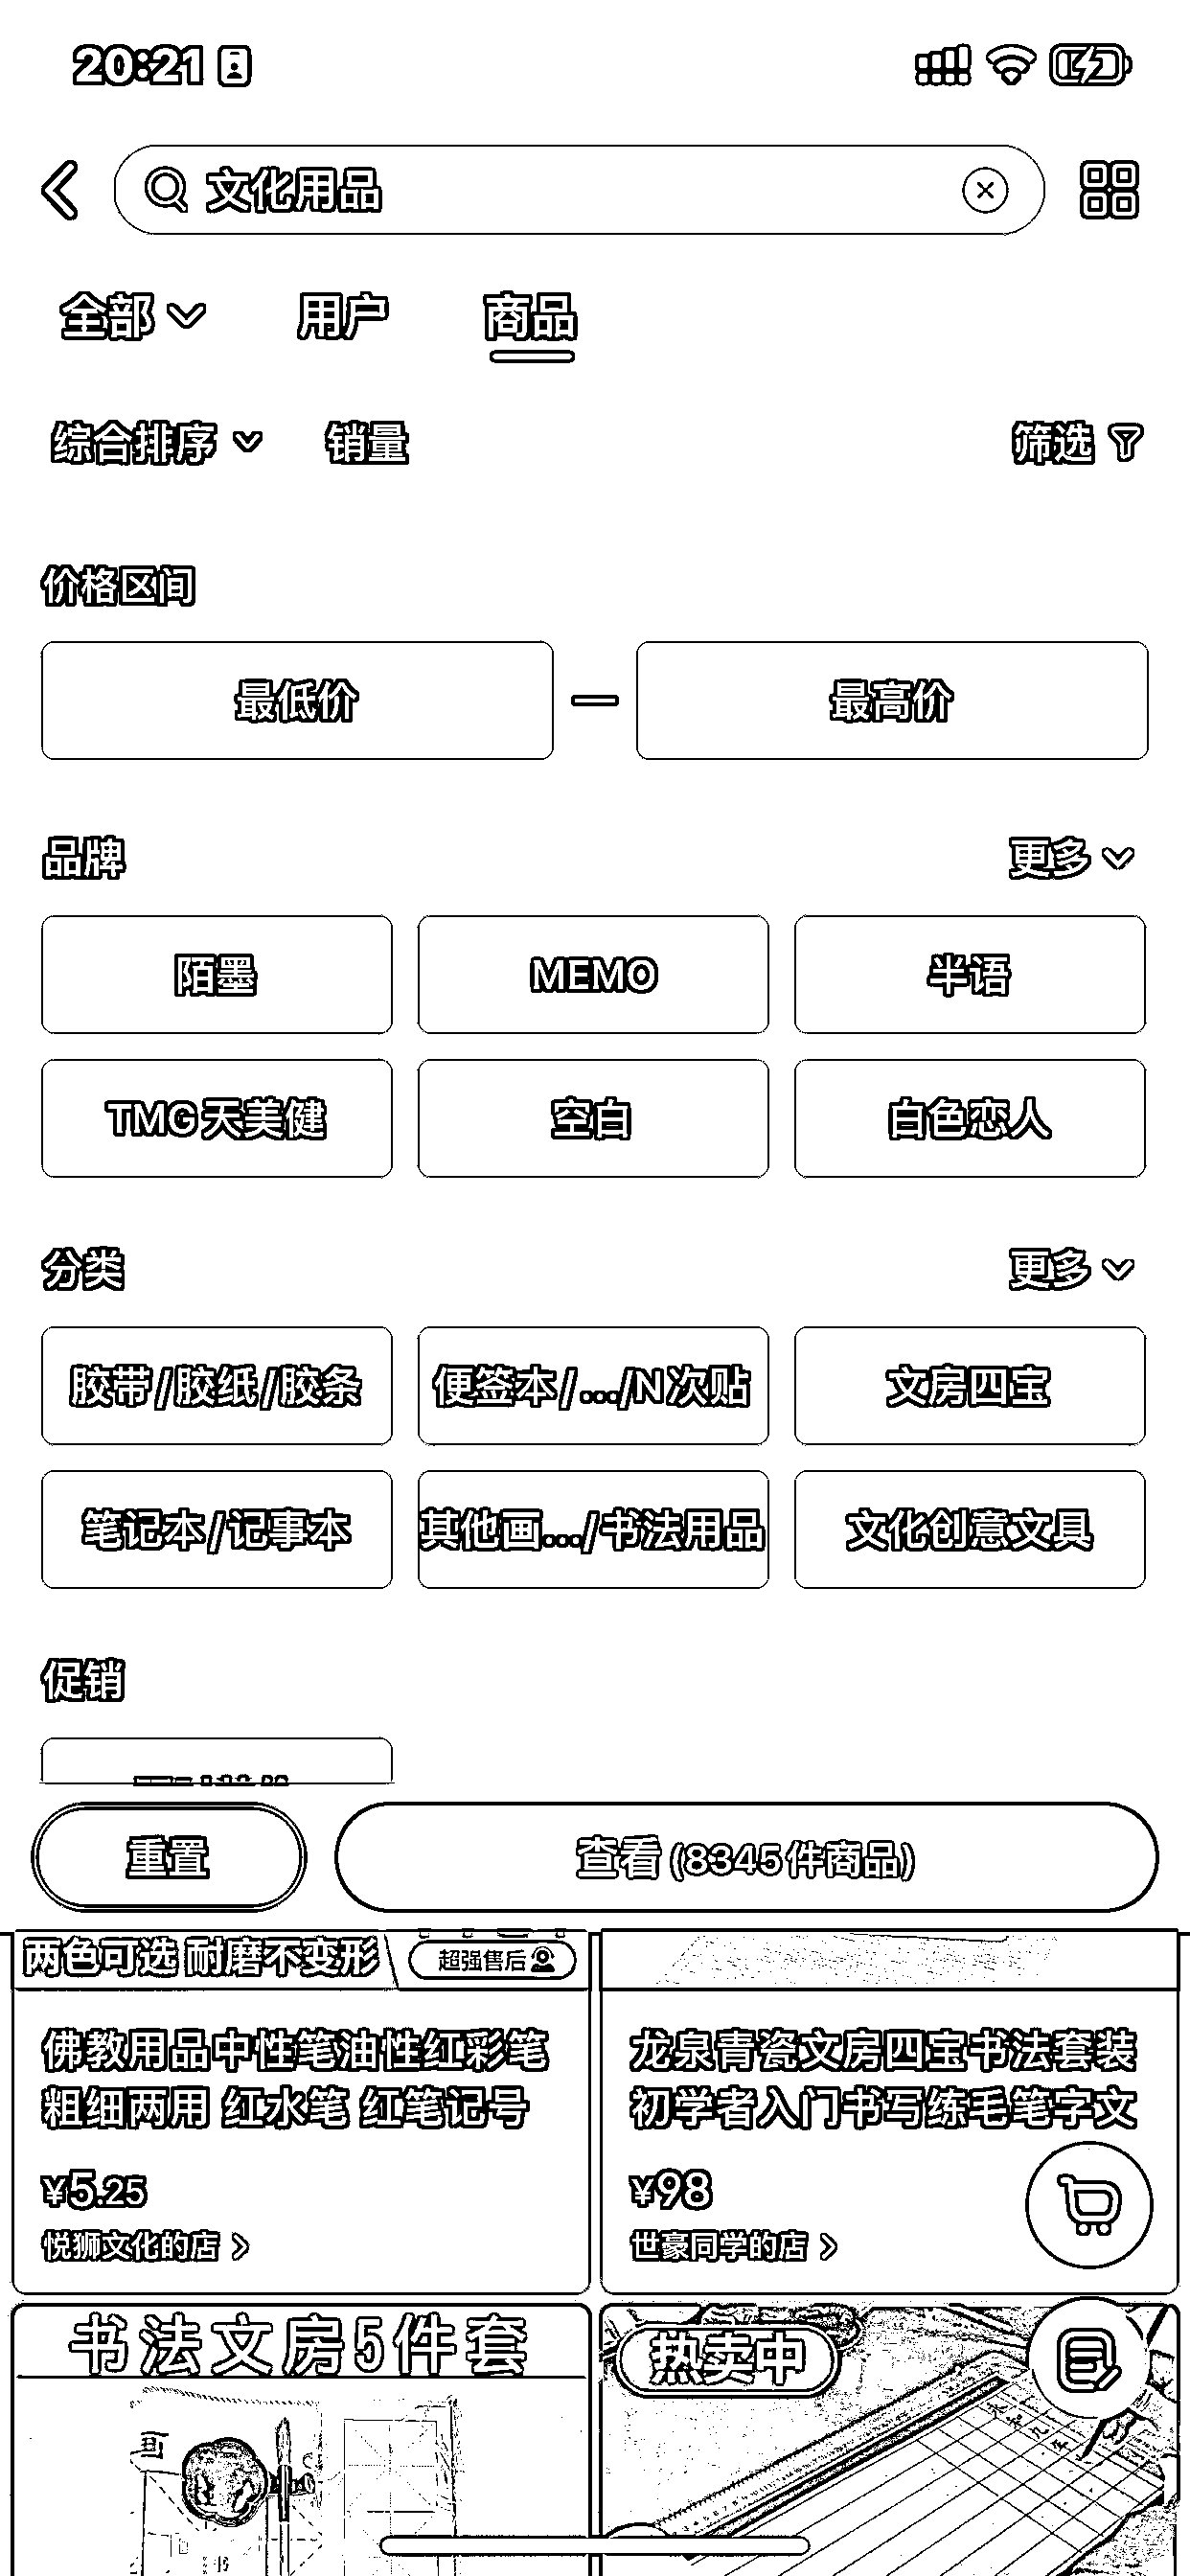 20:21
文化用品
全部 用户 商品
综合排序 销量 筛选
价格区间
最低价 — 最高价
品牌 更多
陌墨 MEMO 半语
TMG天美健 空白 白色恋人
分类 更多
胶带/胶纸/胶条 便签本/.../N次贴 文房四宝
笔记本/记事本 其他画.../书法用品 文化创意文具
促销
重置 查看(8345件商品)
两色可选 耐磨不变形 超强售后
佛教用品中性笔油性红彩笔
粗细两用 红水笔 红笔记号
¥5.25
悦狮文化的店
龙泉青瓷文房四宝书法套装
初学者入门书写练毛笔字文
¥98
世豪同学的店
书法文房5件套
热卖中